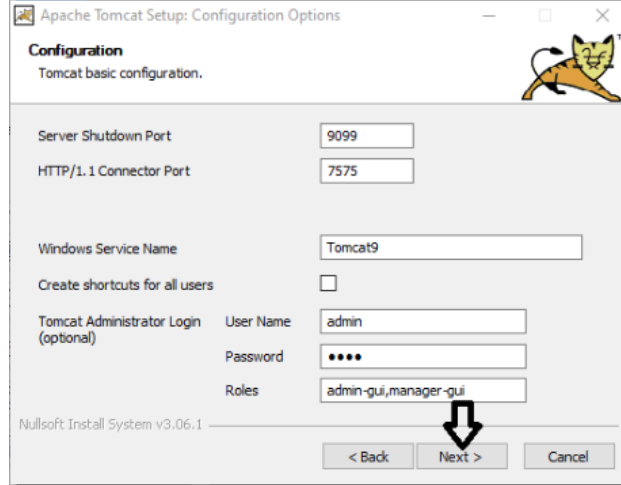 Apache Tomcat Setup: Configuration Options
Configuration
Tomcat basic configuration.
Server Shutdown Port 9099
HTTP/1.1 Connector Port 7575
Windows Service Name Tomcat9
Create shortcuts for all users
Tomcat Administrator Login User Name admin
(optional)
Password ●●●●
Roles admin-gui,manager-gui
Nullsoft Install System v3.06.1
< Back Next > Cancel